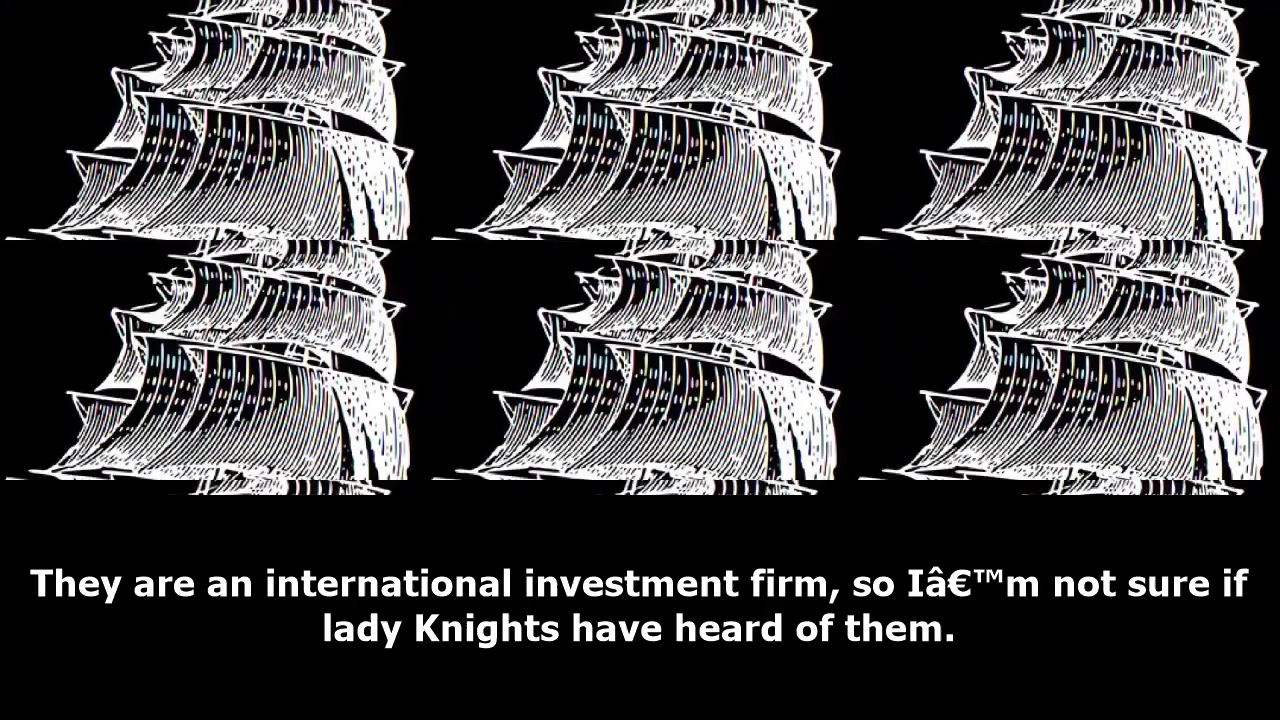 They are an international investment firm, so Iâ€™m not sure if
lady Knights have heard of them.